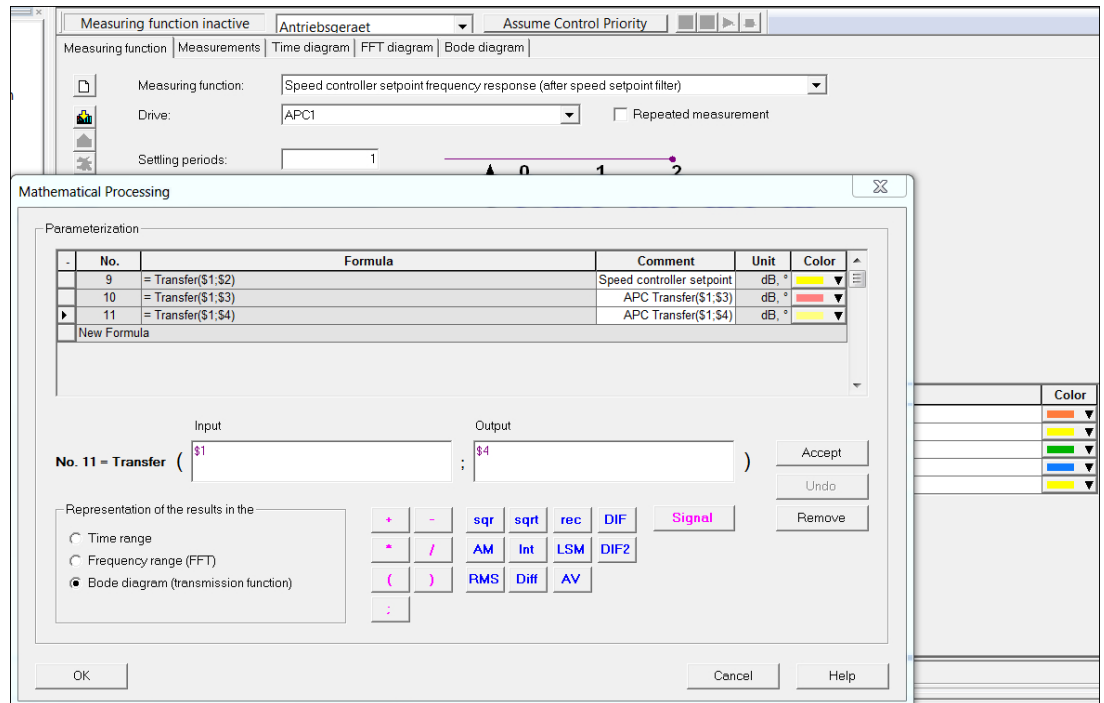 Measuring function inactive Antriebsgeraet Assume Control Priority
Measuring function Measurements Time diagram FFT diagram Bode diagram
Measuring function: Speed controller setpoint frequency response (after speed setpoint filter)
Drive: APC1 Repeated measurement
Settling periods: 1
0 1 2
Mathematical Processing
Parameterization
- No. Formula Comment Unit Color
9 = Transfer($1;$2) Speed controller setpoint dB, °
10 = Transfer($1;$3) APC Transfer($1;$3) dB, °
11 = Transfer($1;$4) APC Transfer($1;$4) dB, °
New Formula
Color
Input Output
No. 11 = Transfer ( $1 ; $4 ) Accept
Undo
Representation of the results in the
+ - sqr sqrt rec DIF Signal Remove
Time range
* / AM Int LSM DIF2
Frequency range (FFT)
( ) RMS Diff AV
Bode diagram (transmission function)
;
OK Cancel Help